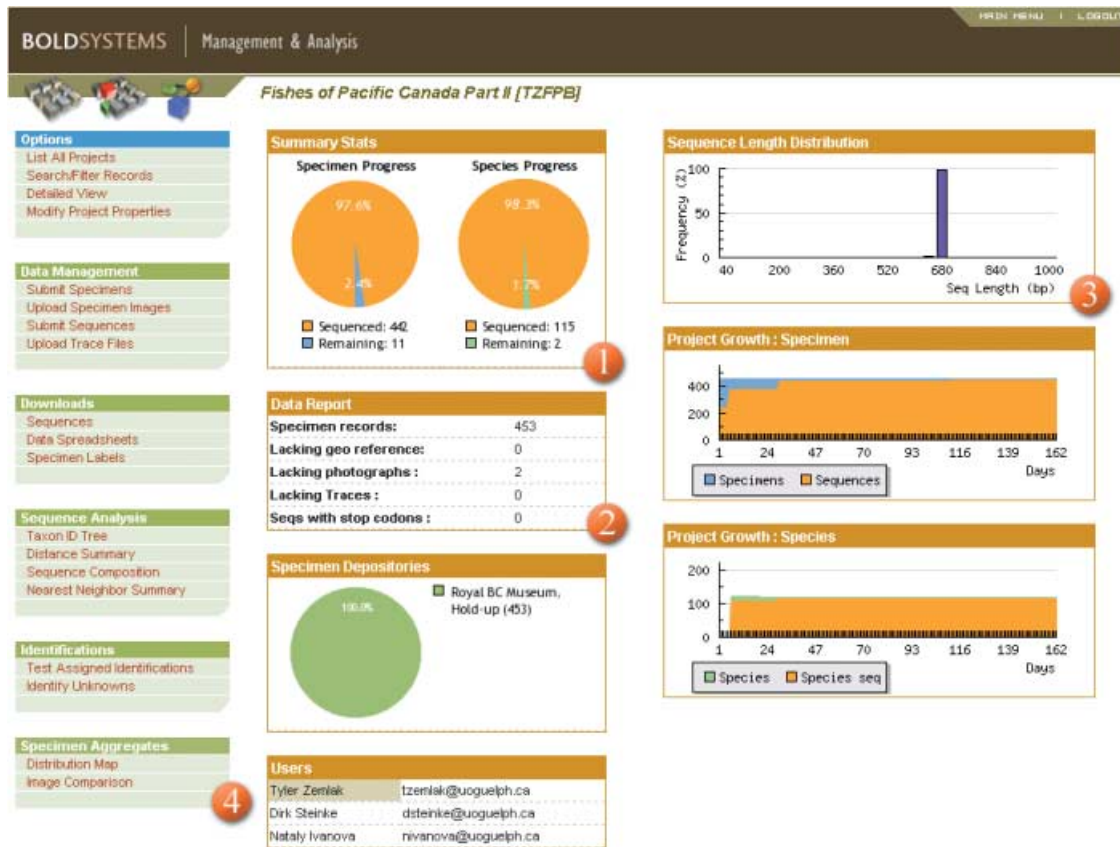 MAIN MENU | LOGOUT
BOLDSYSTEMS | Management & Analysis
Fishes of Pacific Canada Part II [TZFPB]
Options
List All Projects
Search/Filter Records
Detailed View
Modify Project Properties
Data Management
Submit Specimens
Upload Specimen Images
Submit Sequences
Upload Trace Files
Downloads
Sequences
Data Spreadsheets
Specimen Labels
Sequence Analysis
Taxon ID Tree
Distance Summary
Sequence Composition
Nearest Neighbor Summary
Identifications
Test Assigned Identifications
Identify Unknowns
Specimen Aggregates
Distribution Map
Image Comparison
4
Summary Stats
Specimen Progress
97.6%
2.4%
Sequenced: 442
Remaining: 11
Species Progress
98.3%
1.7%
Sequenced: 115
Remaining: 2
1
Data Report
Specimen records: 453
Lacking geo reference: 0
Lacking photographs : 2
Lacking Traces : 0
Seqs with stop codons : 0
2
Specimen Depositories
100.0%
Royal BC Museum,
Hold-up (453)
Users
Tyler Zemlak tzemlak@uoguelph.ca
Dirk Steinke dsteinke@uoguelph.ca
Nataly Ivanova nivanova@uoguelph.ca
Sequence Length Distribution
Frequency (%)
100
50
0
40 200 360 520 680 840 1000
Seq Length (bp)
3
Project Growth : Specimen
400
200
0
1 24 47 70 93 116 139 162
Days
Specimens Sequences
Project Growth : Species
200
100
0
1 24 47 70 93 116 139 162
Days
Species Species seq